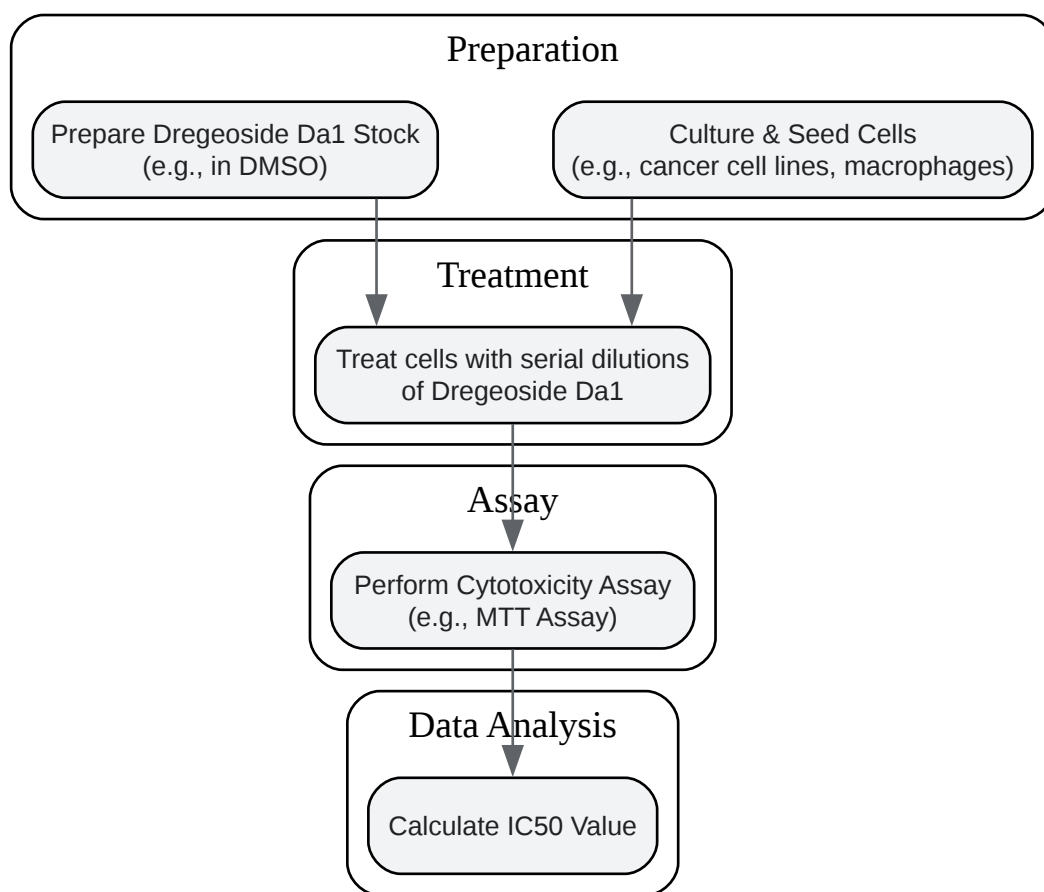 Preparation
Prepare Dregeoside Da1 Stock
(e.g., in DMSO)
Culture & Seed Cells
(e.g., cancer cell lines, macrophages)
Treatment
Treat cells with serial dilutions
of Dregeoside Da1
Assay
Perform Cytotoxicity Assay
(e.g., MTT Assay)
Data Analysis
Calculate IC50 Value